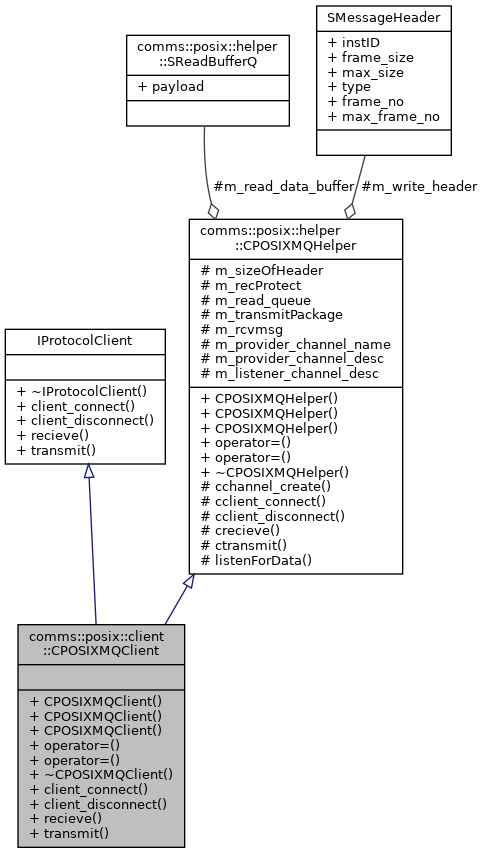 SMessageHeader
+ instID
+ frame_size
+ max_size
+ type
+ frame_no
+ max_frame_no
comms::posix::helper
::SReadBufferQ
+ payload
#m_read_data_buffer
#m_write_header
comms::posix::helper
::CPOSIXMQHelper
# m_sizeOfHeader
# m_recProtect
# m_read_queue
# m_transmitPackage
# m_rcvmsg
# m_provider_channel_name
# m_provider_channel_desc
# m_listener_channel_desc
+ CPOSIXMQHelper()
+ CPOSIXMQHelper()
+ CPOSIXMQHelper()
+ operator=()
+ operator=()
+ ~CPOSIXMQHelper()
# cchannel_create()
# cclient_connect()
# cclient_disconnect()
# crecieve()
# ctransmit()
# listenForData()
IProtocolClient
+ ~IProtocolClient()
+ client_connect()
+ client_disconnect()
+ recieve()
+ transmit()
comms::posix::client
::CPOSIXMQClient
+ CPOSIXMQClient()
+ CPOSIXMQClient()
+ CPOSIXMQClient()
+ operator=()
+ operator=()
+ ~CPOSIXMQClient()
+ client_connect()
+ client_disconnect()
+ recieve()
+ transmit()